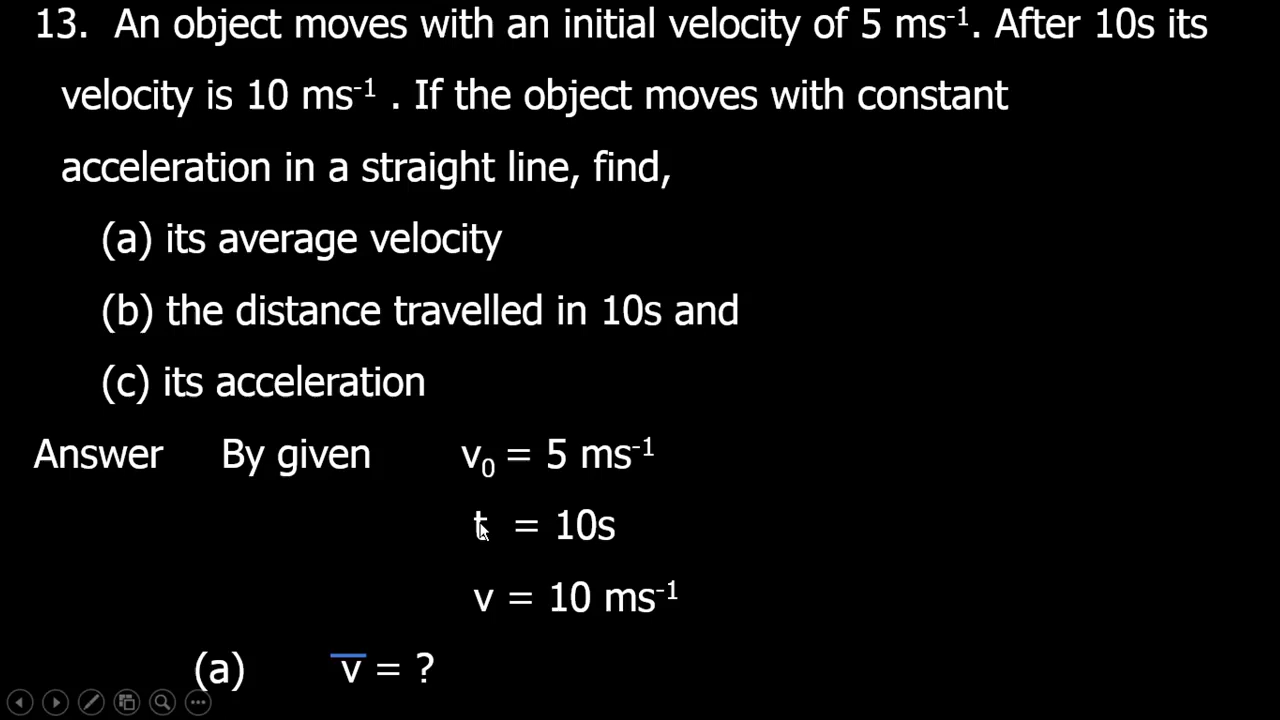 13. An object moves with an initial velocity of 5 ms⁻¹. After 10s its
velocity is 10 ms⁻¹ . If the object moves with constant
acceleration in a straight line, find,
(a) its average velocity
(b) the distance travelled in 10s and
(c) its acceleration
Answer By given v₀ = 5 ms⁻¹
t = 10s
v = 10 ms⁻¹
(a) v̅ = ?